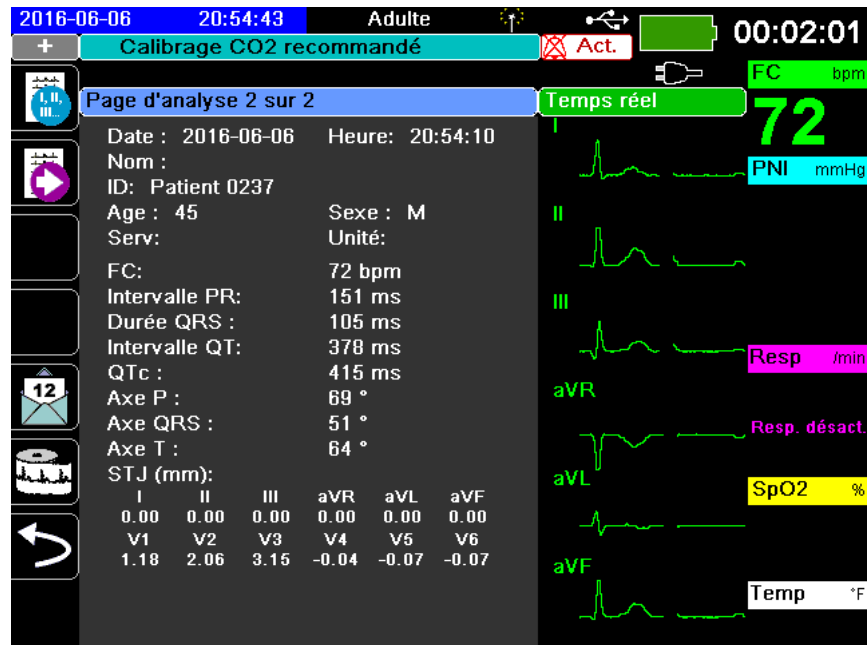 2016-06-06 20:54:43 Adulte
00:02:01
+ Calibrage CO2 recommandé Act.
FC bpm
I, II, III...
Page d'analyse 2 sur 2
Temps réel
72
Date : 2016-06-06 Heure: 20:54:10
I
Nom :
PNI mmHg
ID: Patient 0237
Age : 45 Sexe : M
II
Serv: Unité:
FC: 72 bpm
Intervalle PR: 151 ms
III
Durée QRS : 105 ms
Intervalle QT: 378 ms
Resp /min
QTc : 415 ms
12
Axe P : 69 °
aVR
Axe QRS : 51 °
Resp. désact.
Axe T : 64 °
STJ (mm):
aVL
SpO2 %
I II III aVR aVL aVF
0.00 0.00 0.00 0.00 0.00 0.00
V1 V2 V3 V4 V5 V6
1.18 2.06 3.15 -0.04 -0.07 -0.07
aVF
Temp °F